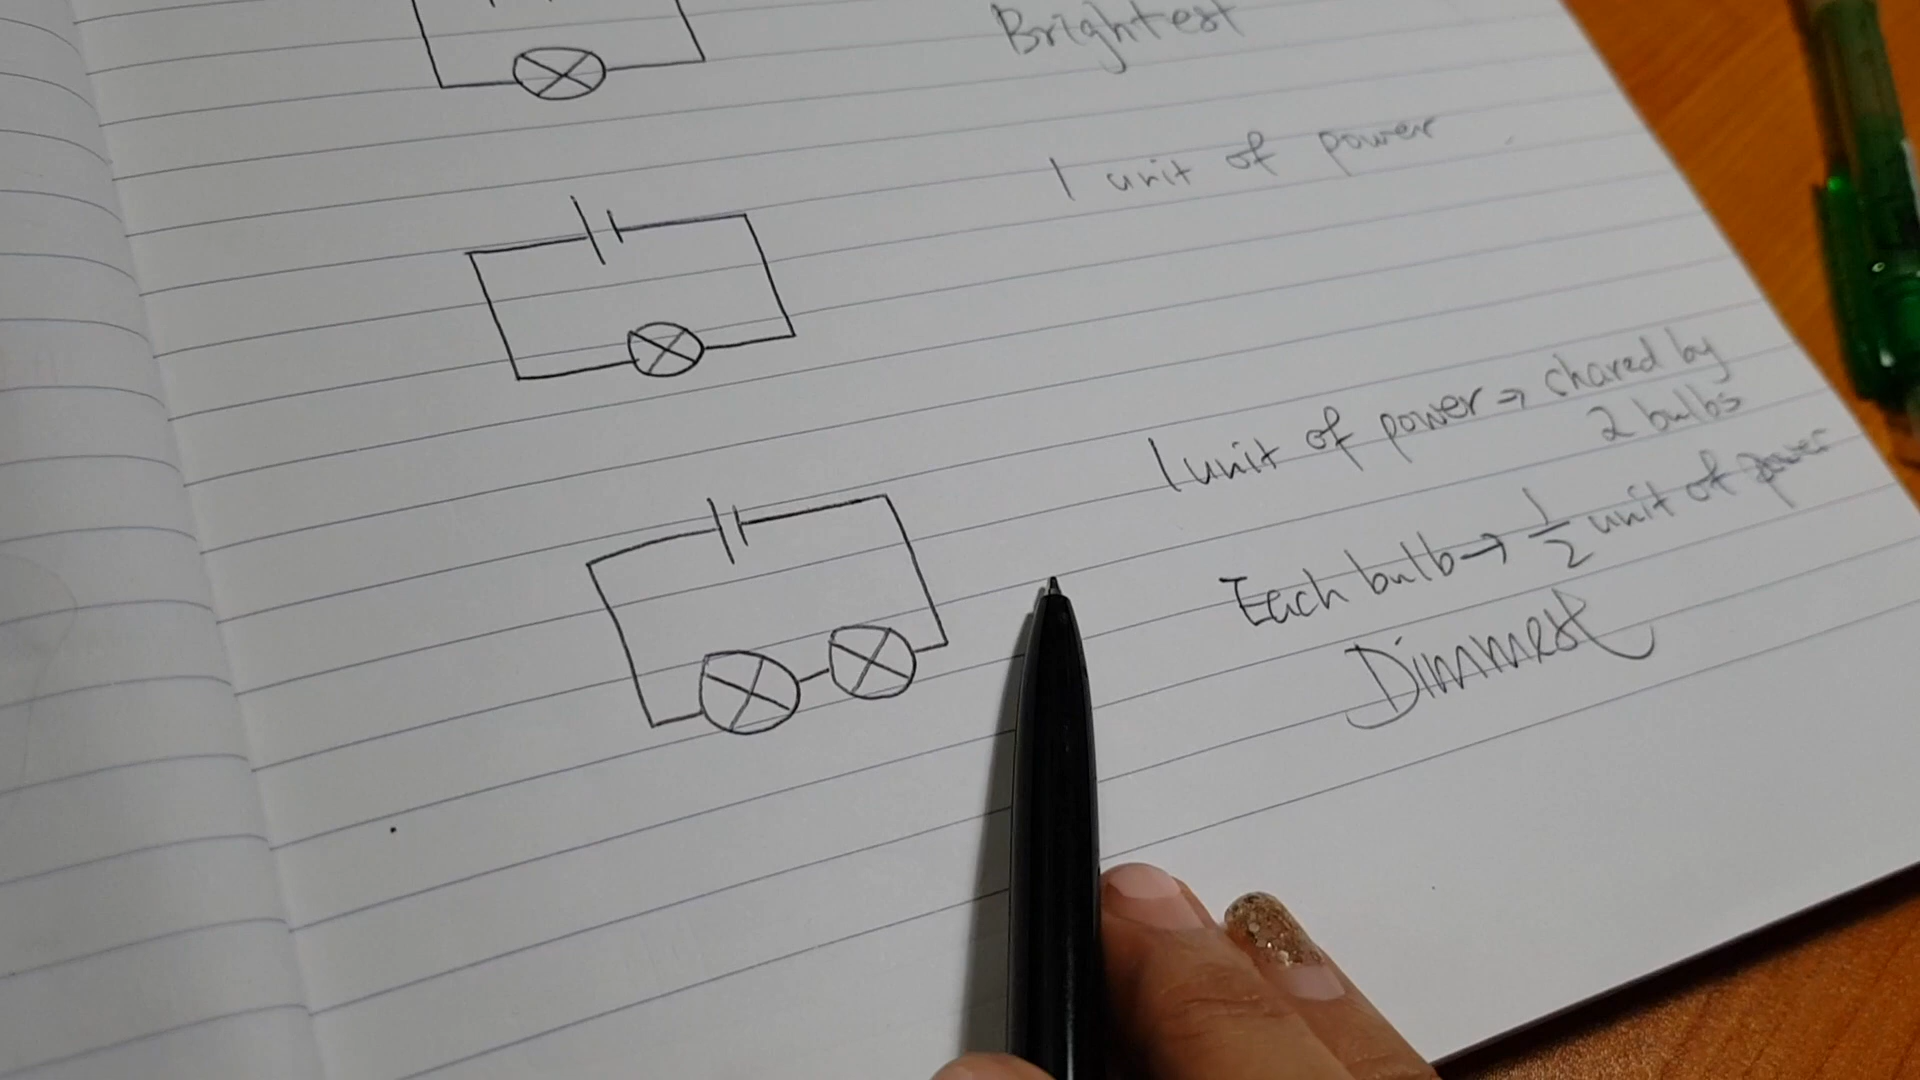 Brightest
1 unit of power
1 unit of power → chared by
2 bulbs
Each bulb → 1/2 unit of power
Dimmest